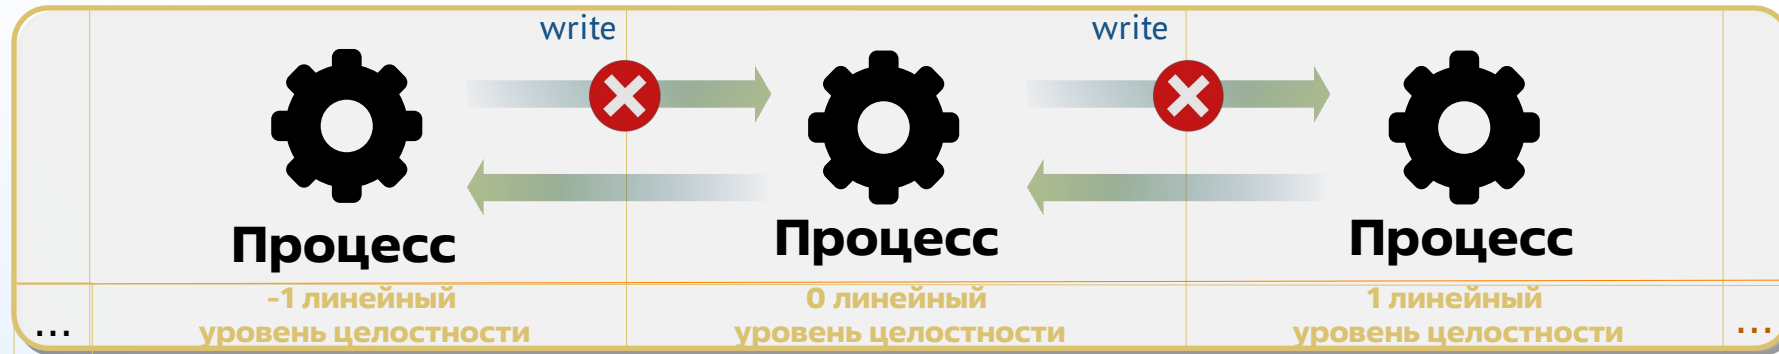 write
write
Процесс
Процесс
Процесс
...
-1 линейный
уровень целостности
0 линейный
уровень целостности
1 линейный
уровень целостности
...